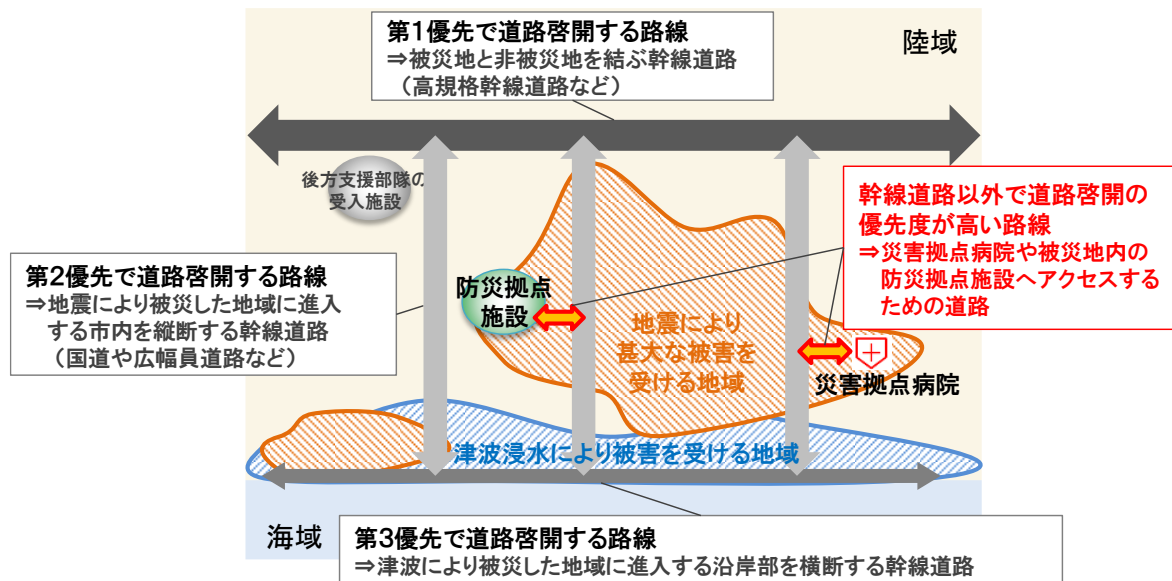 第1優先で道路啓開する路線
⇒被災地と非被災地を結ぶ幹線道路
（高規格幹線道路など）
陸域
後方支援部隊の
受入施設
幹線道路以外で道路啓開の
優先度が高い路線
⇒災害拠点病院や被災地内の
防災拠点施設へアクセスする
ための道路
第2優先で道路啓開する路線
⇒地震により被災した地域に進入
する市内を縦断する幹線道路
（国道や広幅員道路など）
防災拠点
施設
地震により
甚大な被害を
受ける地域
災害拠点病院
津波浸水により被害を受ける地域
海域
第3優先で道路啓開する路線
⇒津波により被災した地域に進入する沿岸部を横断する幹線道路